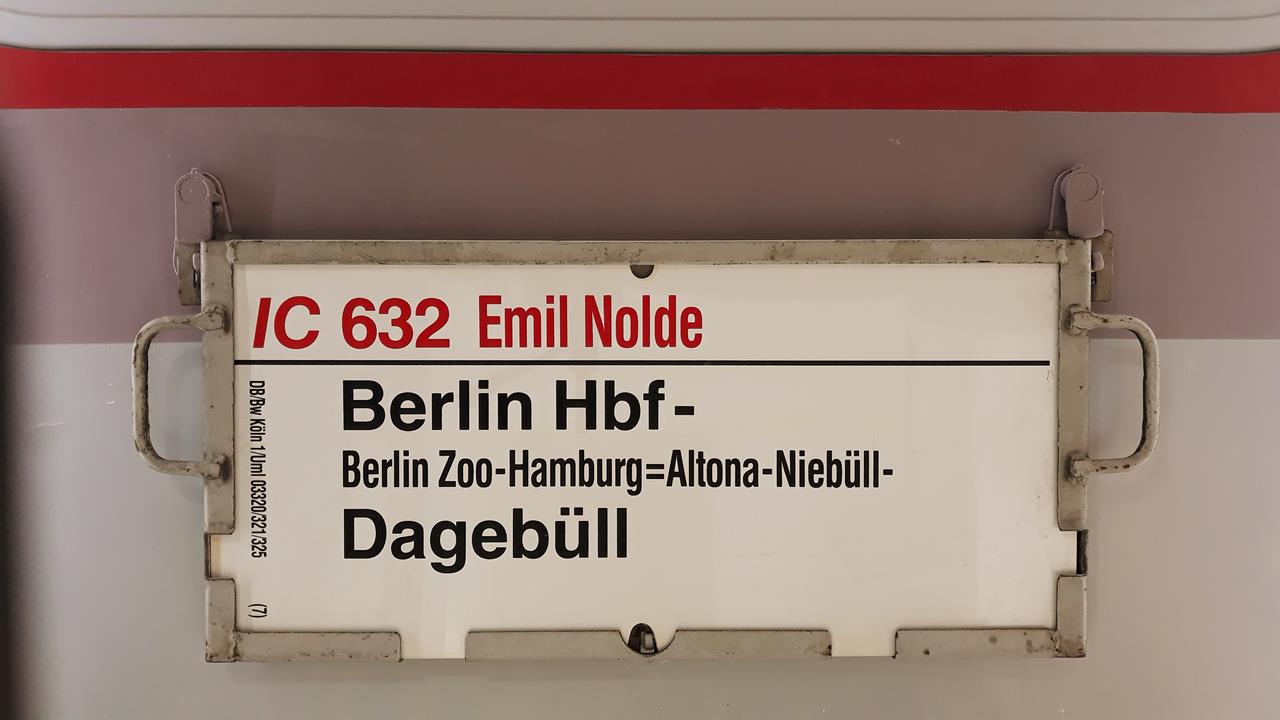 IC 632 Emil Nolde
Berlin Hbf-
Berlin Zoo-Hamburg=Altona-Niebüll-
Dagebüll
DB/Bw Köln 1/Uml 03320/321/325 (7)